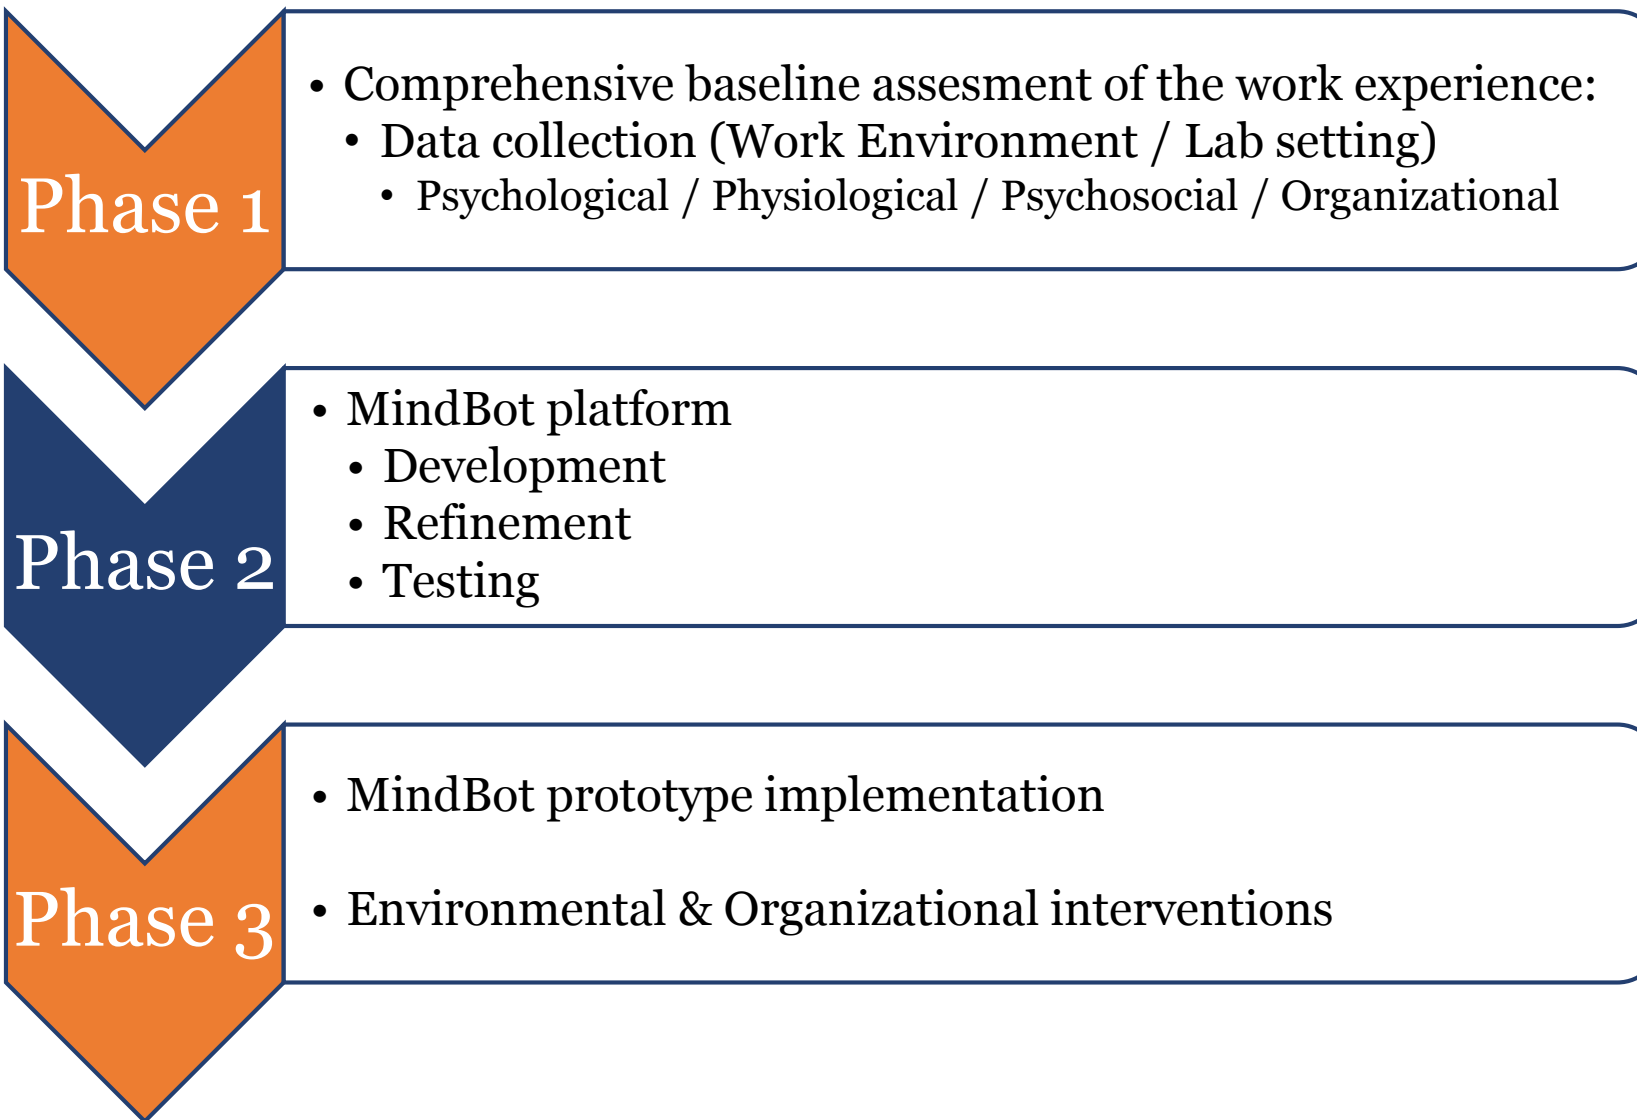 Phase 1
• Comprehensive baseline assesment of the work experience:
• Data collection (Work Environment / Lab setting)
• Psychological / Physiological / Psychosocial / Organizational
Phase 2
• MindBot platform
• Development
• Refinement
• Testing
Phase 3
• MindBot prototype implementation
• Environmental & Organizational interventions